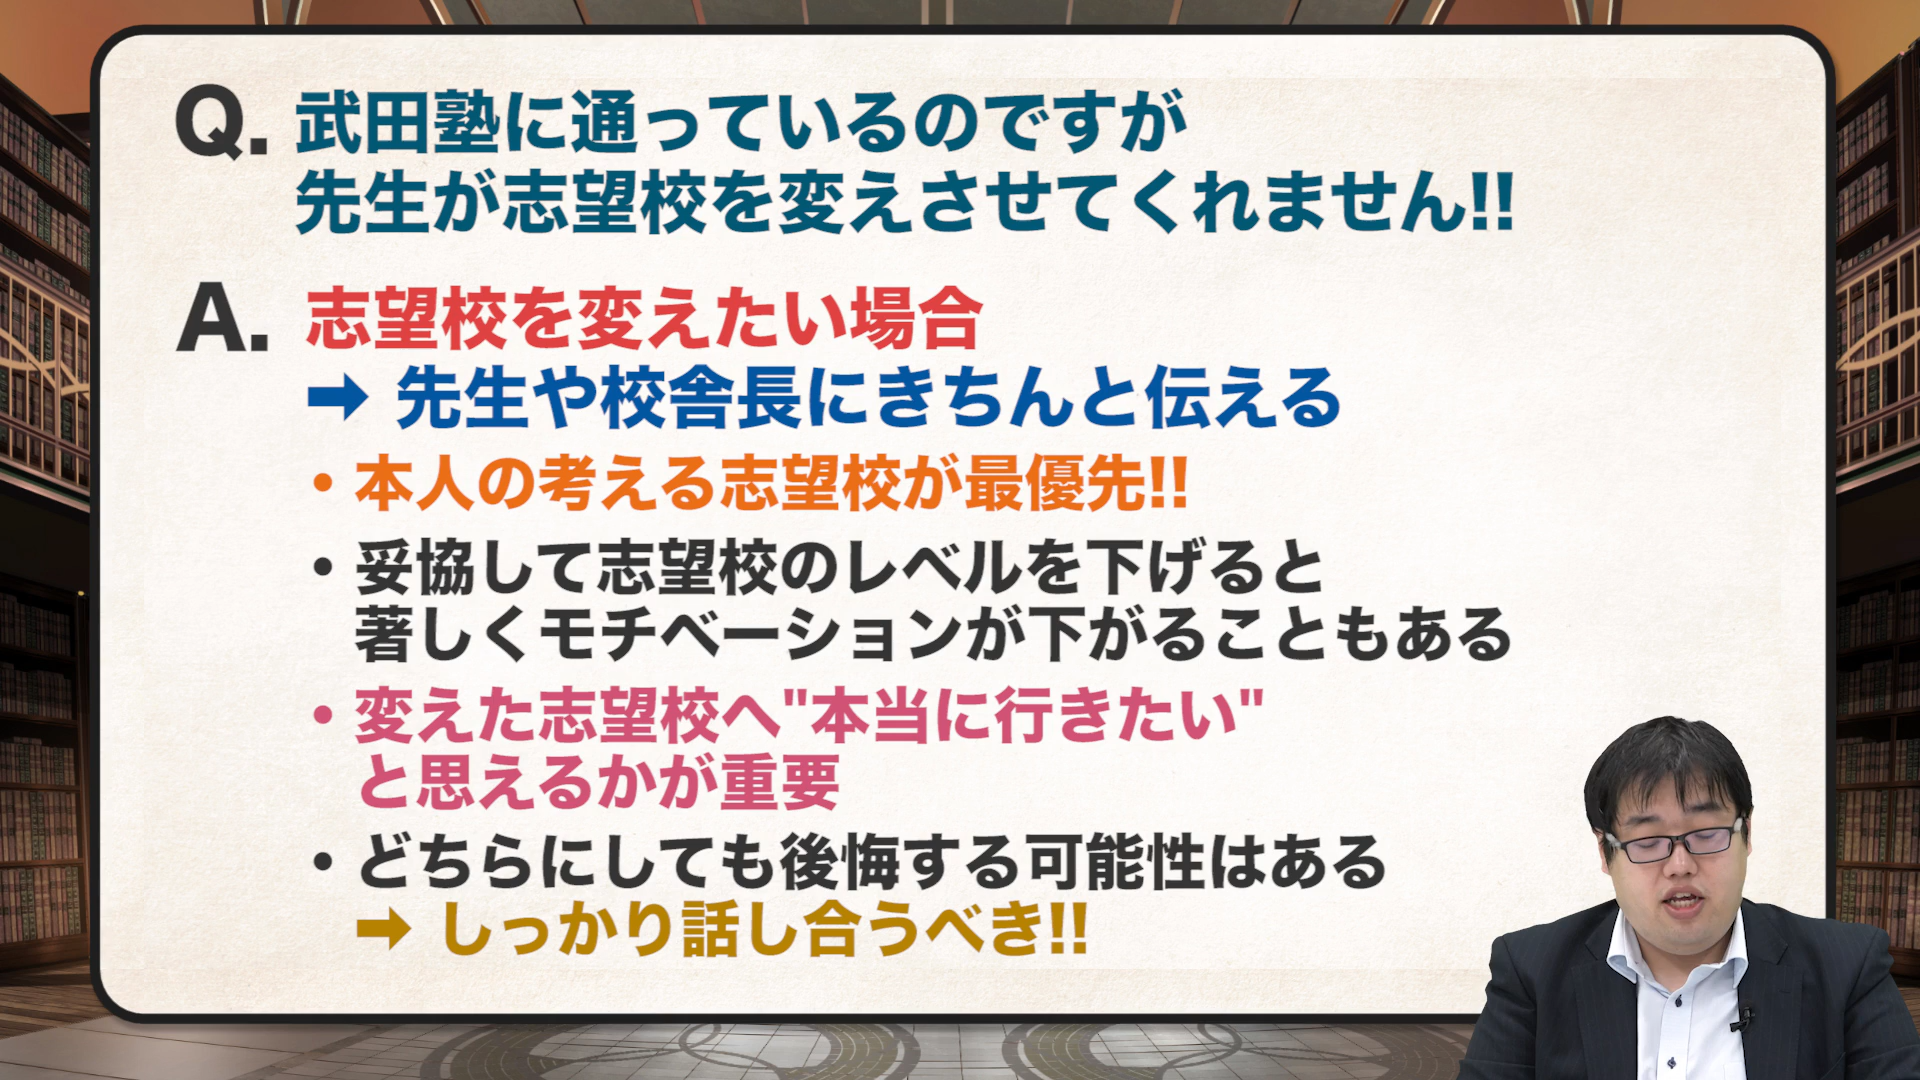 Q. 武田塾に通っているのですが
先生が志望校を変えさせてくれません!!
A. 志望校を変えたい場合
➡ 先生や校舎長にきちんと伝える
・本人の考える志望校が最優先!!
・妥協して志望校のレベルを下げると
著しくモチベーションが下がることもある
・変えた志望校へ"本当に行きたい"
と思えるかが重要
・どちらにしても後悔する可能性はある
➡ しっかり話し合うべき!!